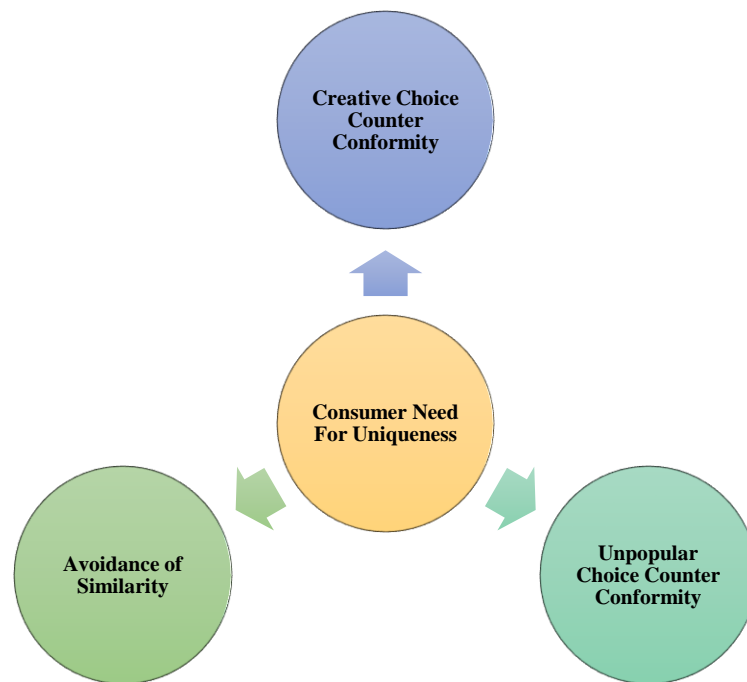 Creative Choice
Counter
Conformity
Consumer Need
For Uniqueness
Avoidance of
Similarity
Unpopular
Choice Counter
Conformity